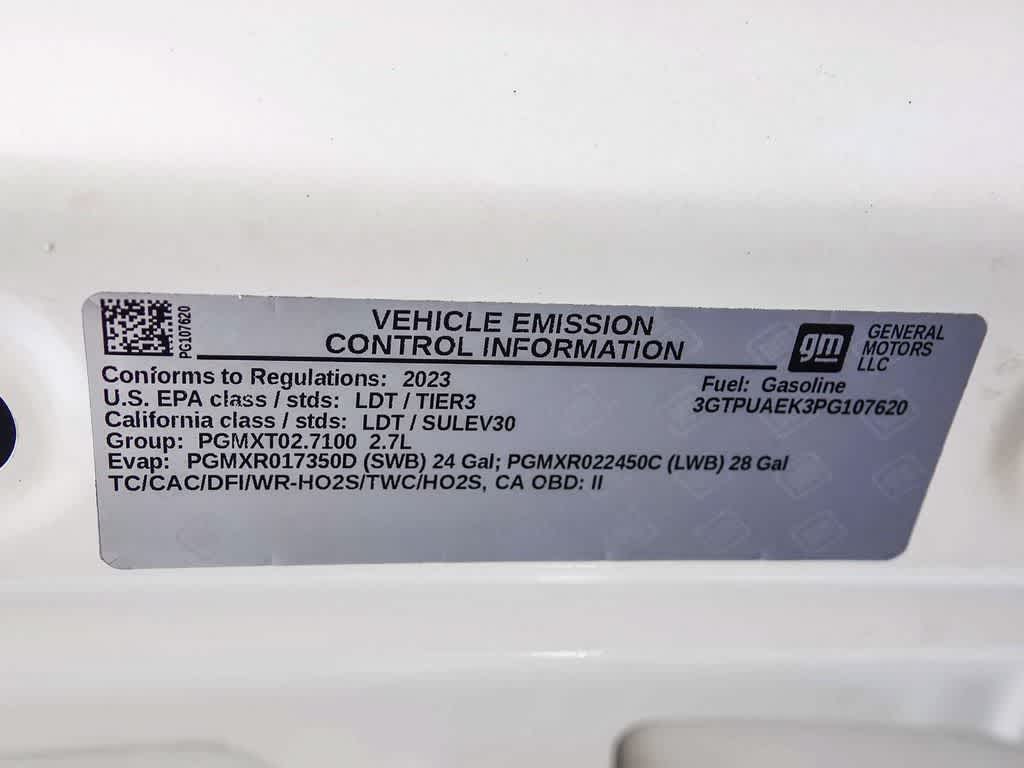 PG107620
VEHICLE EMISSION
CONTROL INFORMATION
gm
GENERAL
MOTORS
LLC
Conforms to Regulations: 2023
U.S. EPA class / stds: LDT / TIER3
California class / stds: LDT / SULEV30
Group: PGMXT02.7100 2.7L
Evap: PGMXR017350D (SWB) 24 Gal; PGMXR022450C (LWB) 28 Gal
TC/CAC/DFI/WR-HO2S/TWC/HO2S, CA OBD: II
Fuel: Gasoline
3GTPUAEK3PG107620